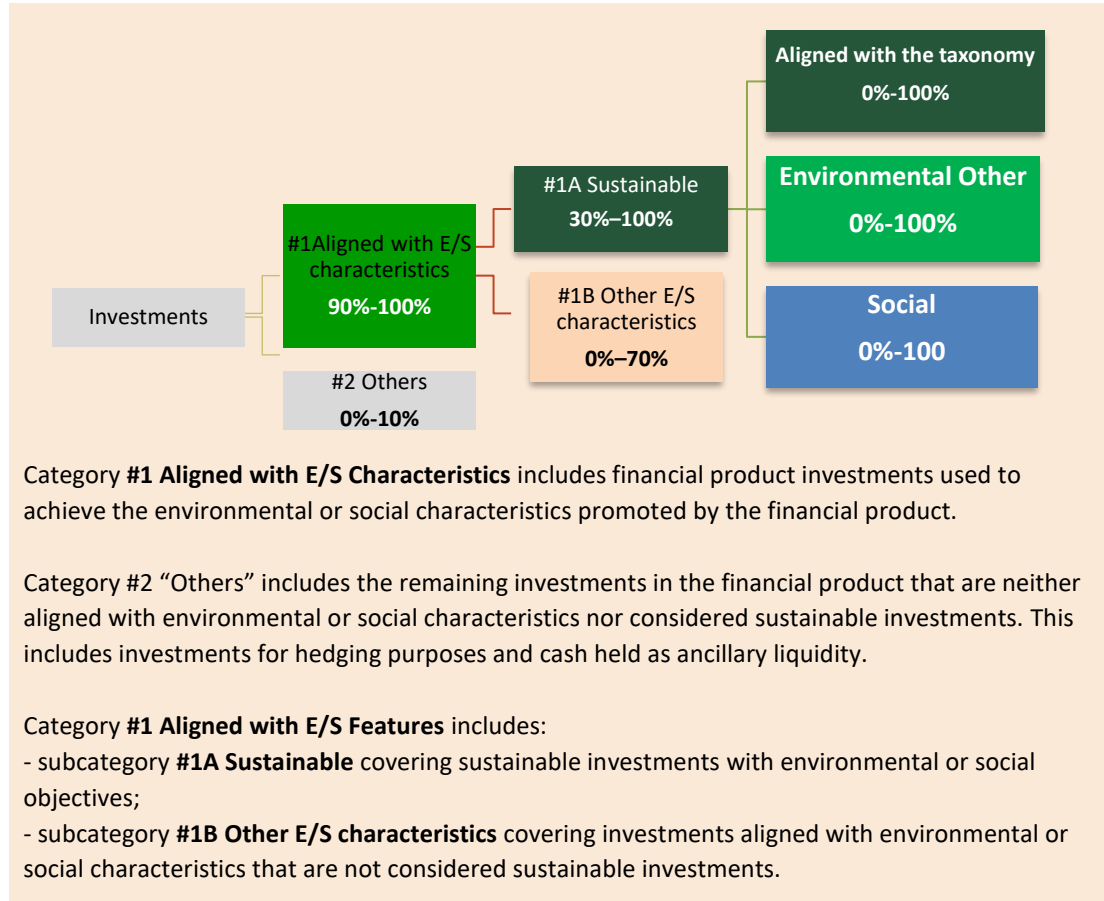 Investments
#1Aligned with E/S
characteristics
90%-100%
#2 Others
0%-10%
#1A Sustainable
30%–100%
#1B Other E/S
characteristics
0%–70%
Aligned with the taxonomy
0%-100%
Environmental Other
0%-100%
Social
0%-100
Category #1 Aligned with E/S Characteristics includes financial product investments used to
achieve the environmental or social characteristics promoted by the financial product.
Category #2 “Others” includes the remaining investments in the financial product that are neither
aligned with environmental or social characteristics nor considered sustainable investments. This
includes investments for hedging purposes and cash held as ancillary liquidity.
Category #1 Aligned with E/S Features includes:
- subcategory #1A Sustainable covering sustainable investments with environmental or social
objectives;
- subcategory #1B Other E/S characteristics covering investments aligned with environmental or
social characteristics that are not considered sustainable investments.